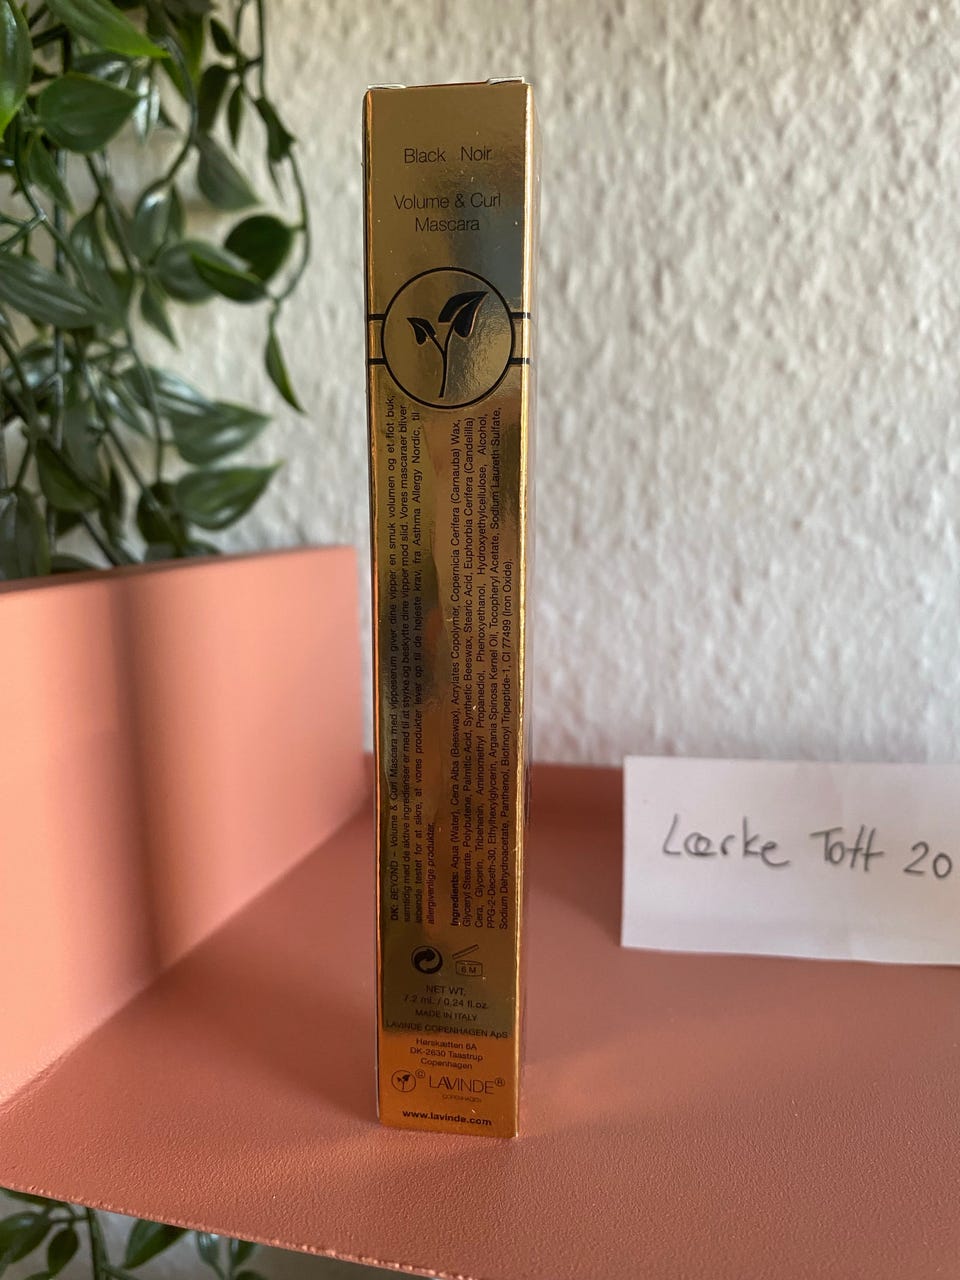 Black Noir
Volume & Curl
Mascara
DK: BEYOND – Volume & Curl Mascara med vippeserum giver dine vipper en smuk volumen og et flot buk,
samtidig med de aktive ingredienser er med til at styrke og beskytte dine vipper mod slid. Vores mascaraer bliver
løbende testet for at sikre, at vores produkter lever op til de højeste krav, fra Asthma Allergy Nordic, til
allergivenlige produkter.
Ingredients: Aqua (Water), Cera Alba (Beeswax), Acrylates Copolymer, Copernicia Cerifera (Carnauba) Wax,
Glyceryl Stearate, Polybutene, Palmitic Acid, Synthetic Beeswax, Stearic Acid, Euphorbia Cerifera (Candelilla)
Cera, Glycerin, Tribehenin, Aminomethyl Propanediol, Phenoxyethanol, Hydroxyethylcellulose, Alcohol,
PPG-2-Deceth-30, Ethylhexylglycerin, Argania Spinosa Kernel Oil, Tocopheryl Acetate, Sodium Laureth Sulfate,
Sodium Dehydroacetate, Panthenol, Biotinoyl Tripeptide-1, CI 77499 (Iron Oxide).
6 M
NET WT.
7.2 ml. / 0.24 fl.oz.
MADE IN ITALY
LAVINDE COPENHAGEN ApS
Hørskætten 6A
DK-2630 Taastrup
Copenhagen
© LAVINDE®
COPENHAGEN
www.lavinde.com
Lærke Toft 20